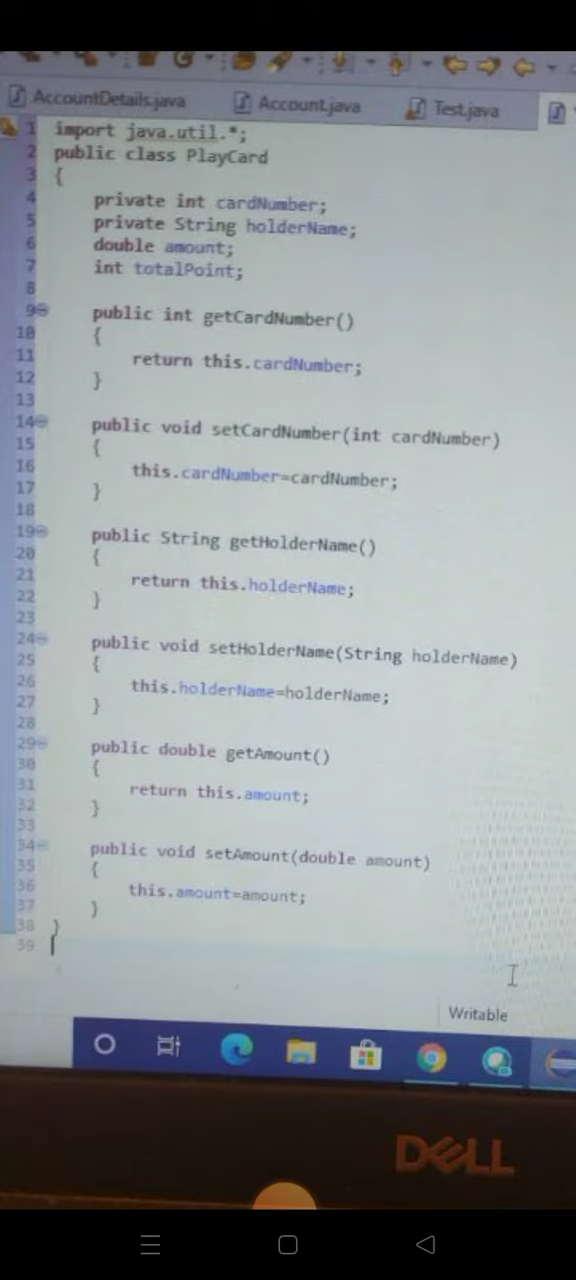 AccountDetails.java Account.java Test.java
1 import java.util.*;
2 public class PlayCard
3 {
4 private int cardNumber;
5 private String holderName;
6 double amount;
7 int totalPoint;
8
9 public int getCardNumber()
10 {
11 return this.cardNumber;
12 }
13
14 public void setCardNumber(int cardNumber)
15 {
16 this.cardNumber=cardNumber;
17 }
18
19 public String getHolderName()
20 {
21 return this.holderName;
22 }
23
24 public void setHolderName(String holderName)
25 {
26 this.holderName=holderName;
27 }
28
29 public double getAmount()
30 {
31 return this.amount;
32 }
33
34 public void setAmount(double amount)
35 {
36 this.amount=amount;
37 }
38 }
39
Writable
DELL